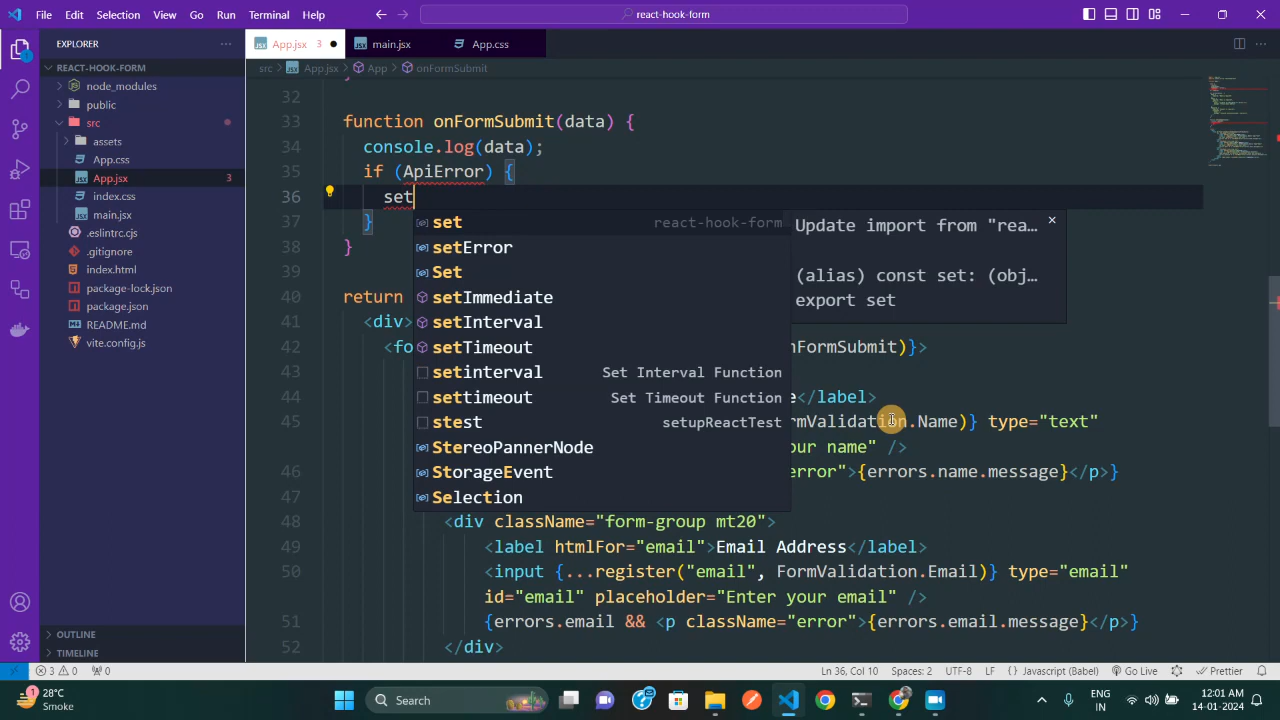 File Edit Selection View Go Run Terminal Help react-hook-form
EXPLORER
REACT-HOOK-FORM
node_modules
public
src
assets
App.css
App.jsx 3
index.css
main.jsx
.eslintrc.cjs
.gitignore
index.html
package-lock.json
package.json
README.md
vite.config.js
OUTLINE
TIMELINE
App.jsx 3 main.jsx App.css
src App.jsx App onFormSubmit
32
33 function onFormSubmit(data) {
34 console.log(data);
35 if (ApiError) {
36 set
37 }
38 }
39
40 return
41 <div>
42 <fo nFormSubmit)}>
44 e</label>
45 rmValidation.Name)} type="text"
our name" />
46 error">{errors.name.message}</p>}
47
48 <div className="form-group mt20">
49 <label htmlFor="email">Email Address</label>
50 <input {...register("email", FormValidation.Email)} type="email"
id="email" placeholder="Enter your email" />
51 {errors.email && <p className="error">{errors.email.message}</p>}
52 </div>
set react-hook-form
setError
Set
setImmediate
setInterval
setTimeout
setinterval Set Interval Function
settimeout Set Timeout Function
stest setupReactTest
StereoPannerNode
StorageEvent
Selection
Update import from "rea…
(alias) const set: (obj…
export set
3 0 0 Ln 36, Col 10 Spaces: 2 UTF-8 LF {} JavaScript (Babel) Go Live Prettier
1 28°C
Smoke
Search
ENG
IN
12:01 AM
14-01-2024